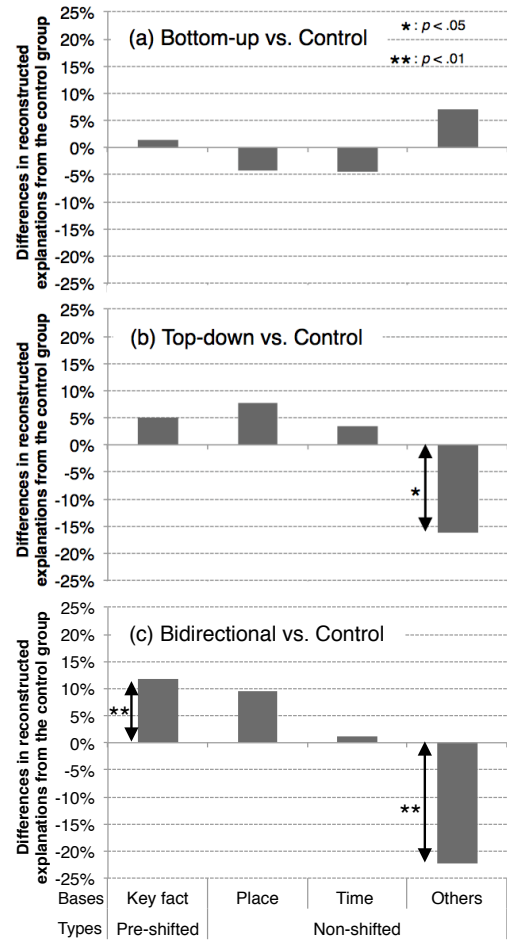 25%
(a) Bottom-up vs. Control
*: p < .05
20%
15%
**: p < .01
10%
5%
0%
-5%
-10%
-15%
-20%
-25%
Differences in reconstructed
explanations from the control group
25%
20%
(b) Top-down vs. Control
15%
10%
5%
0%
-5%
*
-10%
-15%
-20%
-25%
Differences in reconstructed
explanations from the control group
25%
20%
(c) Bidirectional vs. Control
15%
10%
**
5%
0%
-5%
-10%
**
-15%
-20%
-25%
Differences in reconstructed
explanations from the control group
Bases Key fact Place Time Others
Types Pre-shifted Non-shifted